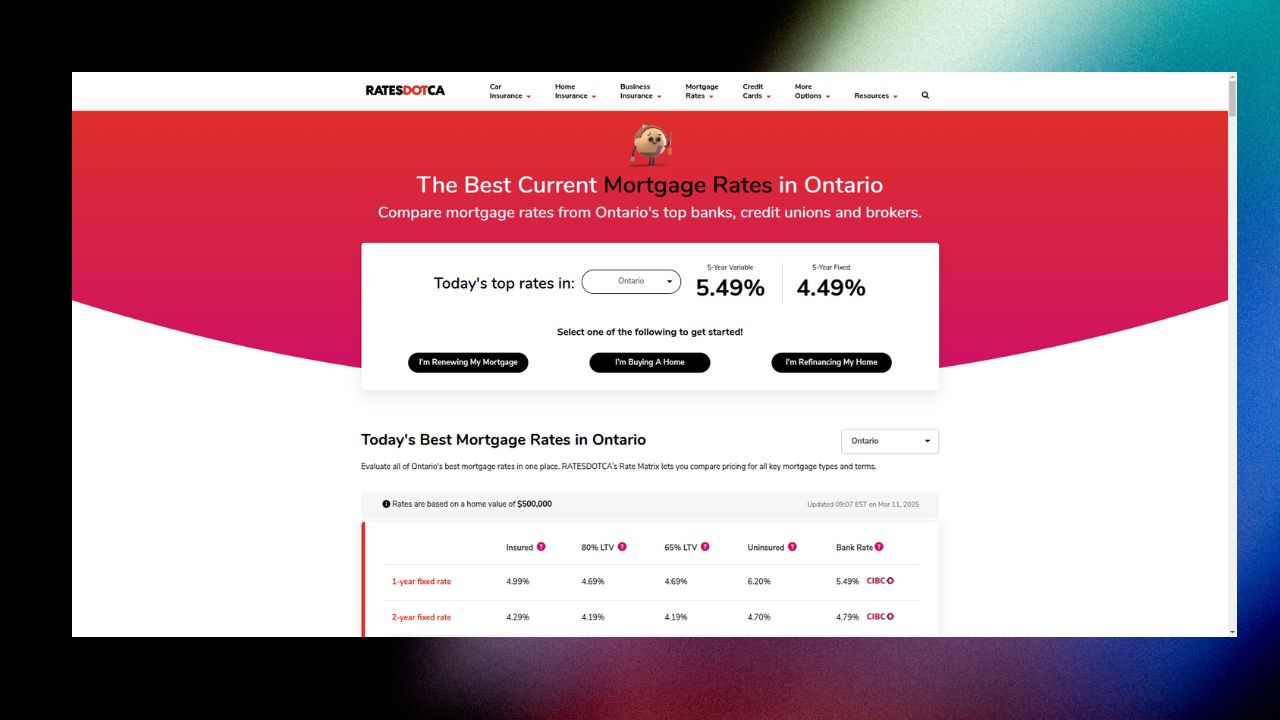 RATESDOTCA
Car Insurance
Home Insurance
Business Insurance
Mortgage Rates
Credit Cards
More Options
Resources
The Best Current Mortgage Rates in Ontario
Compare mortgage rates from Ontario's top banks, credit unions and brokers.
Today's top rates in: Ontario
5-Year Variable
5.49%
5-Year Fixed
4.49%
Select one of the following to get started!
I'm Renewing My Mortgage
I'm Buying A Home
I'm Refinancing My Home
Today's Best Mortgage Rates in Ontario
Ontario
Evaluate all of Ontario's best mortgage rates in one place. RATESDOTCA's Rate Matrix lets you compare pricing for all key mortgage types and terms.
Rates are based on a home value of $500,000
Updated 09:07 EST on Mar 11, 2025
Insured ? 80% LTV ? 65% LTV ? Uninsured ? Bank Rate ?
1-year fixed rate 4.99% 4.69% 4.69% 6.20% 5.49% CIBC
2-year fixed rate 4.29% 4.19% 4.19% 4.70% 4.79% CIBC